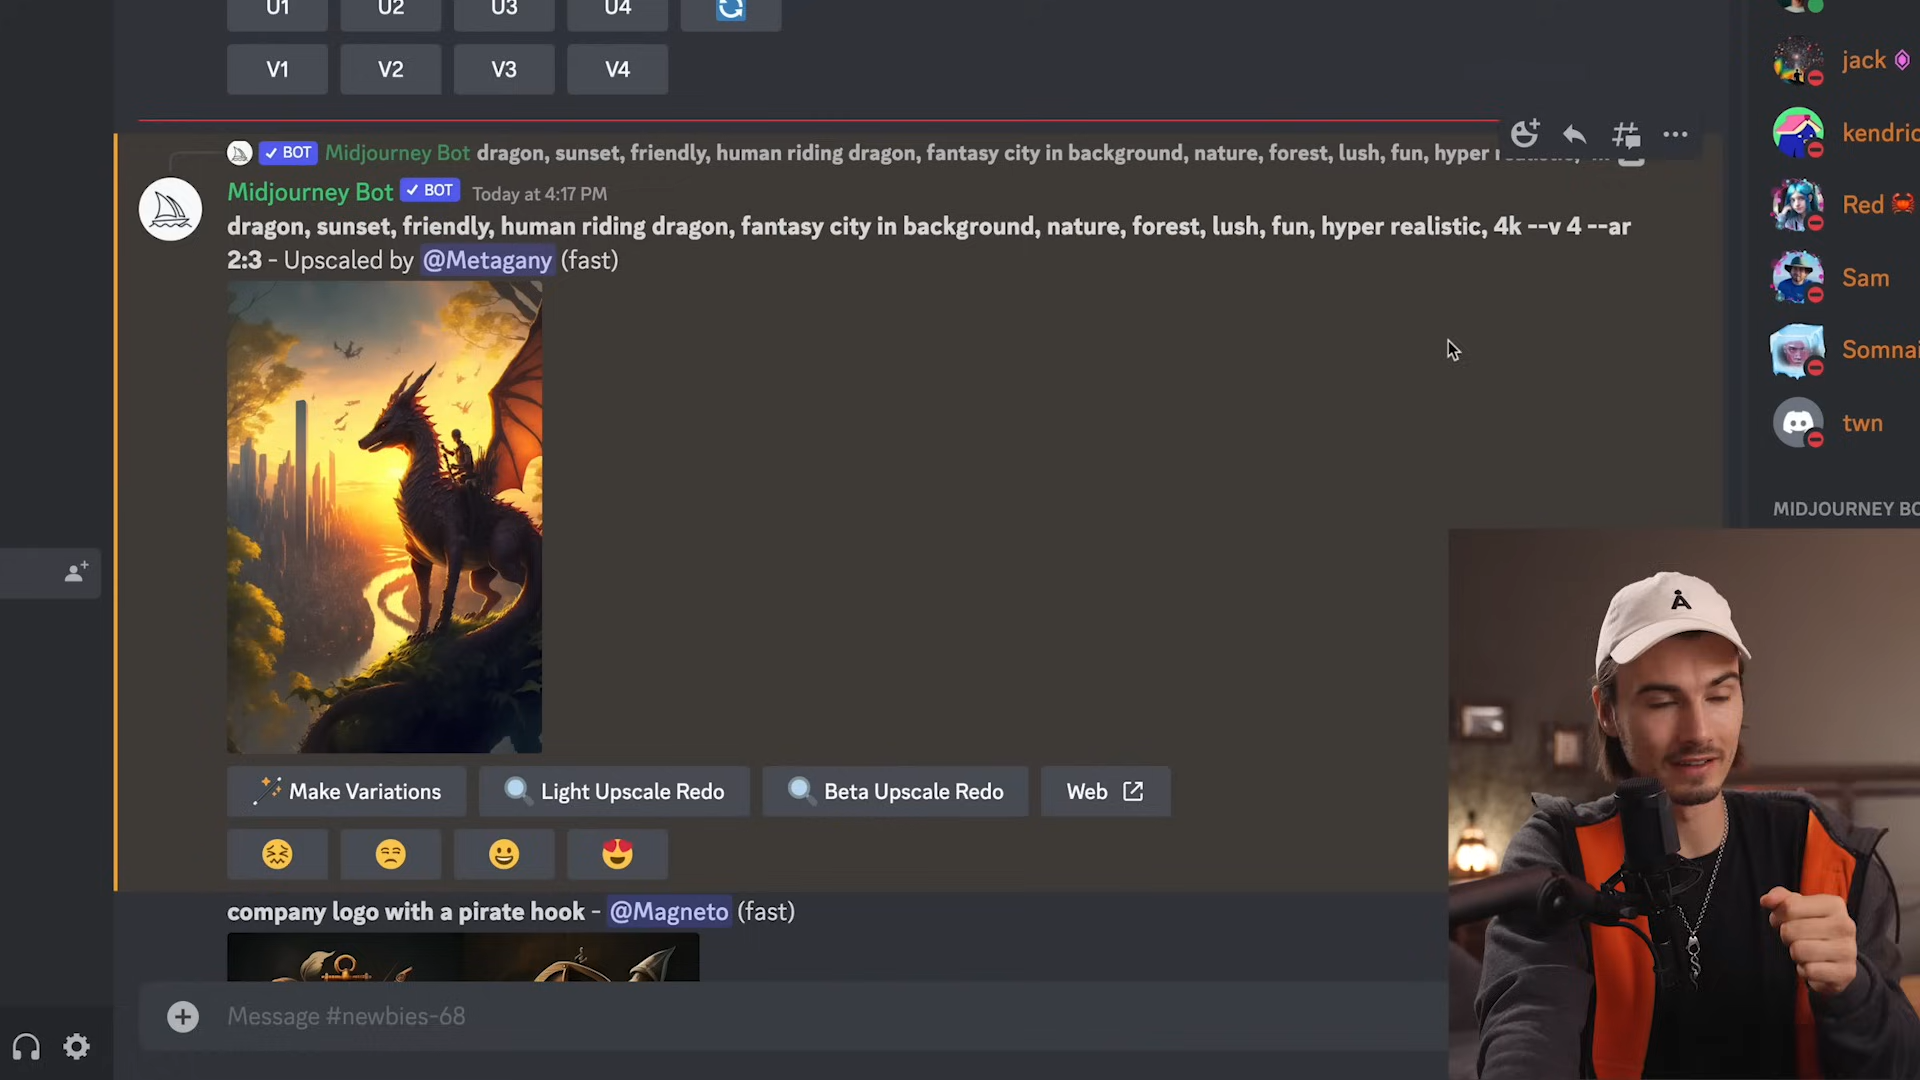 U1 U2 U3 U4
V1 V2 V3 V4
BOT Midjourney Bot dragon, sunset, friendly, human riding dragon, fantasy city in background, nature, forest, lush, fun, hyper
Midjourney Bot BOT Today at 4:17 PM
dragon, sunset, friendly, human riding dragon, fantasy city in background, nature, forest, lush, fun, hyper realistic, 4k --v 4 --ar
2:3 - Upscaled by @Metagany (fast)
Make Variations Light Upscale Redo Beta Upscale Redo Web
company logo with a pirate hook - @Magneto (fast)
Message #newbies-68
jack
kendric
Red
Sam
Somnai
twn
MIDJOURNEY BO
Å